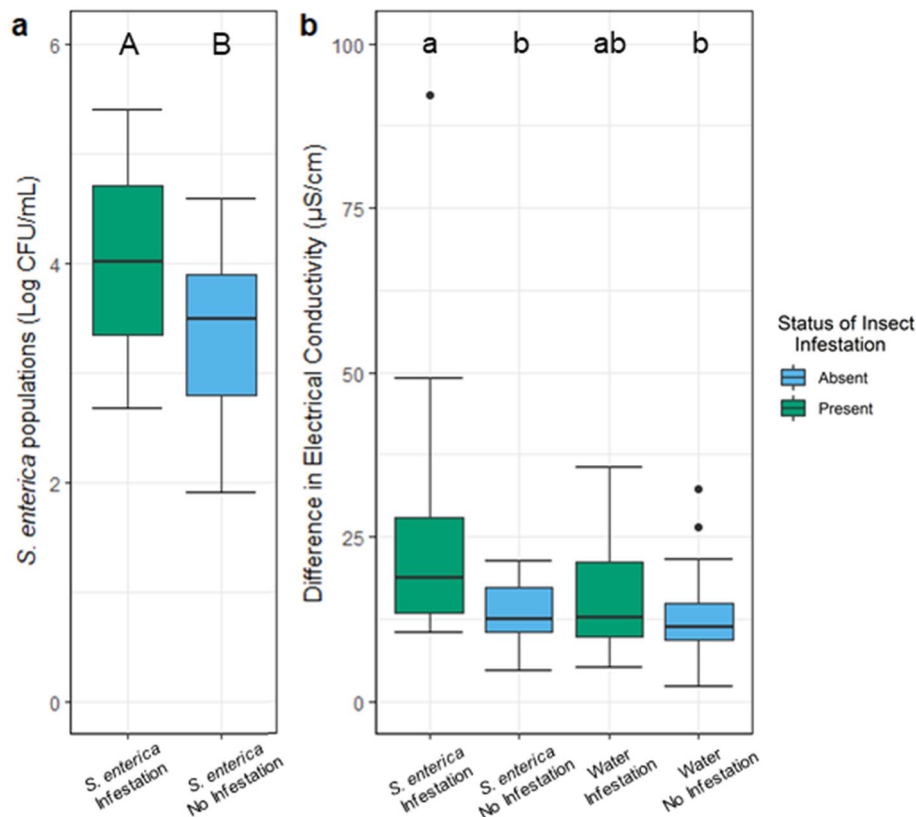 a
b
6
4
2
0
S. enterica populations (Log CFU/mL)
A
B
S. enterica
Infestation
S. enterica
No Infestation
100
75
50
25
0
Difference in Electrical Conductivity (µS/cm)
a
b
ab
b
S. enterica
Infestation
S. enterica
No Infestation
Water
Infestation
Water
No Infestation
Status of Insect
Infestation
Absent
Present